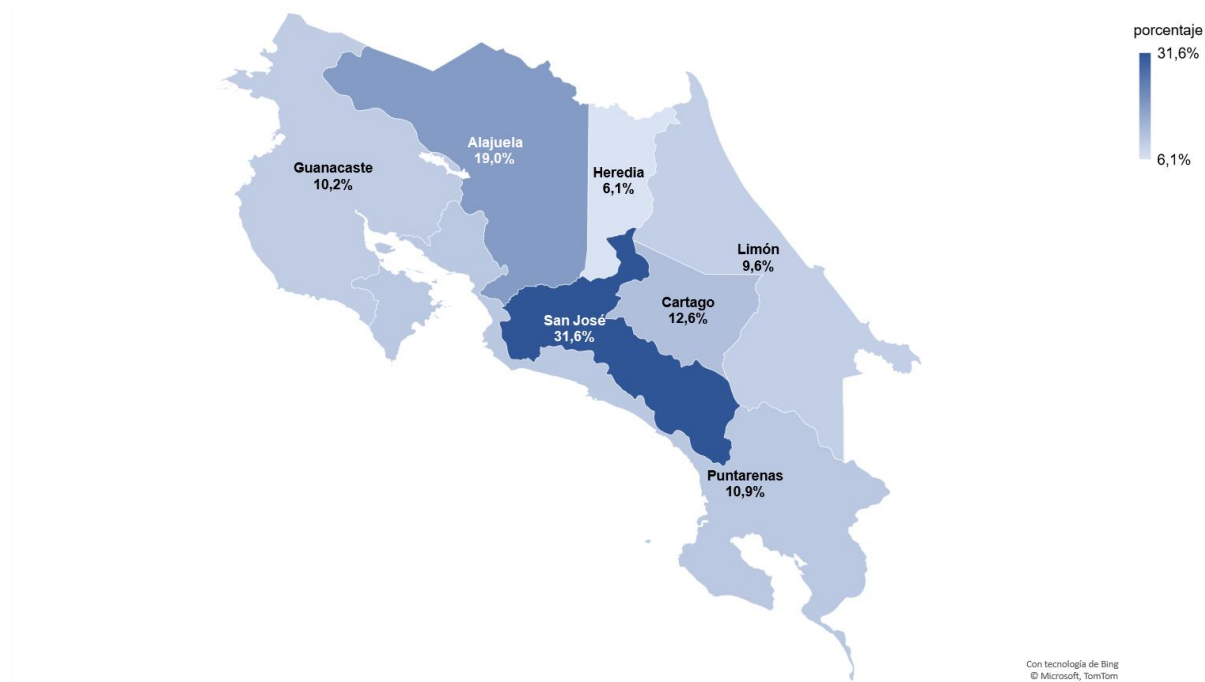 porcentaje
31,6%
6,1%
Alajuela
19,0%
Guanacaste
10,2%
Heredia
6,1%
Limón
9,6%
Cartago
12,6%
San José
31,6%
Puntarenas
10,9%
Con tecnología de Bing
© Microsoft, TomTom